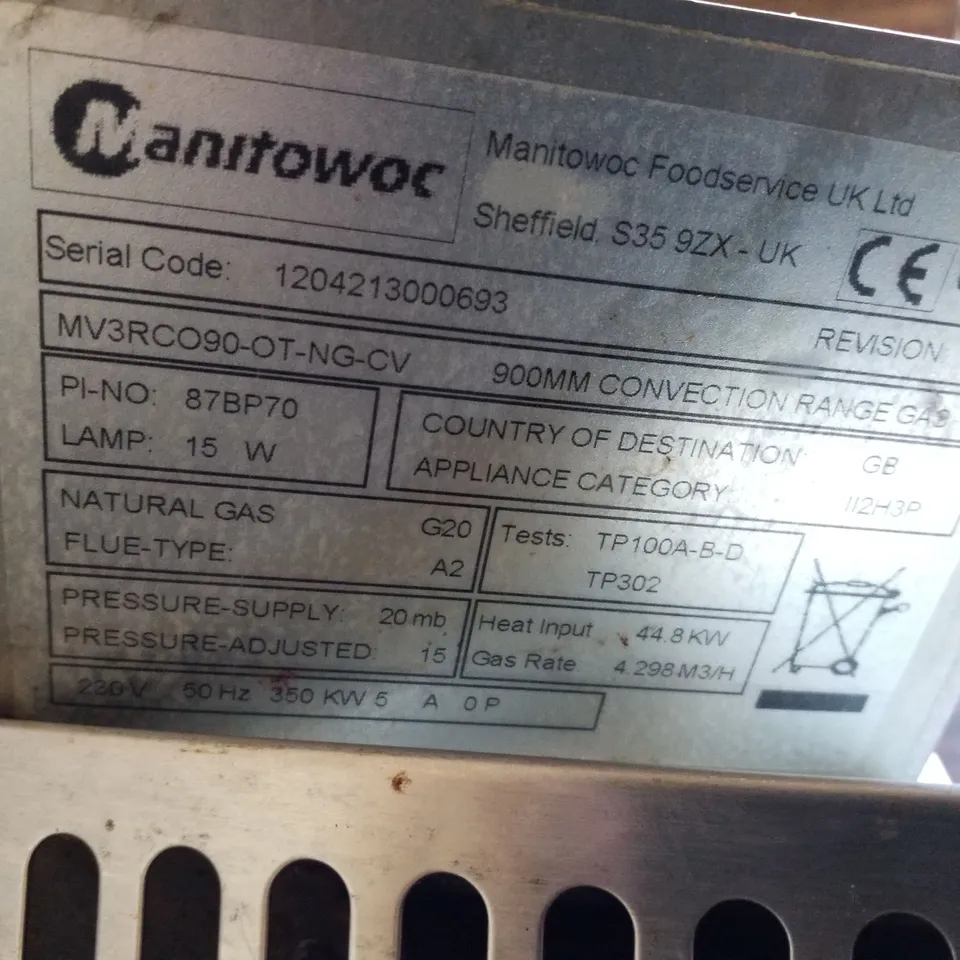 Manitowoc
Manitowoc Foodservice UK Ltd
Sheffield, S35 9ZX - UK
CE
Serial Code: 1204213000693
REVISION:
MV3RCO90-OT-NG-CV 900MM CONVECTION RANGE GAS
PI-NO: 87BP70
LAMP: 15 W
COUNTRY OF DESTINATION: GB
APPLIANCE CATEGORY: II2H3P
NATURAL GAS G20
FLUE-TYPE: A2
Tests: TP100A-B-D
TP302
PRESSURE-SUPPLY: 20 mb
PRESSURE-ADJUSTED: 15
Heat Input 44.8 KW
Gas Rate 4.298 M3/H
230 V 50 Hz 350 KW 5 A 0 P